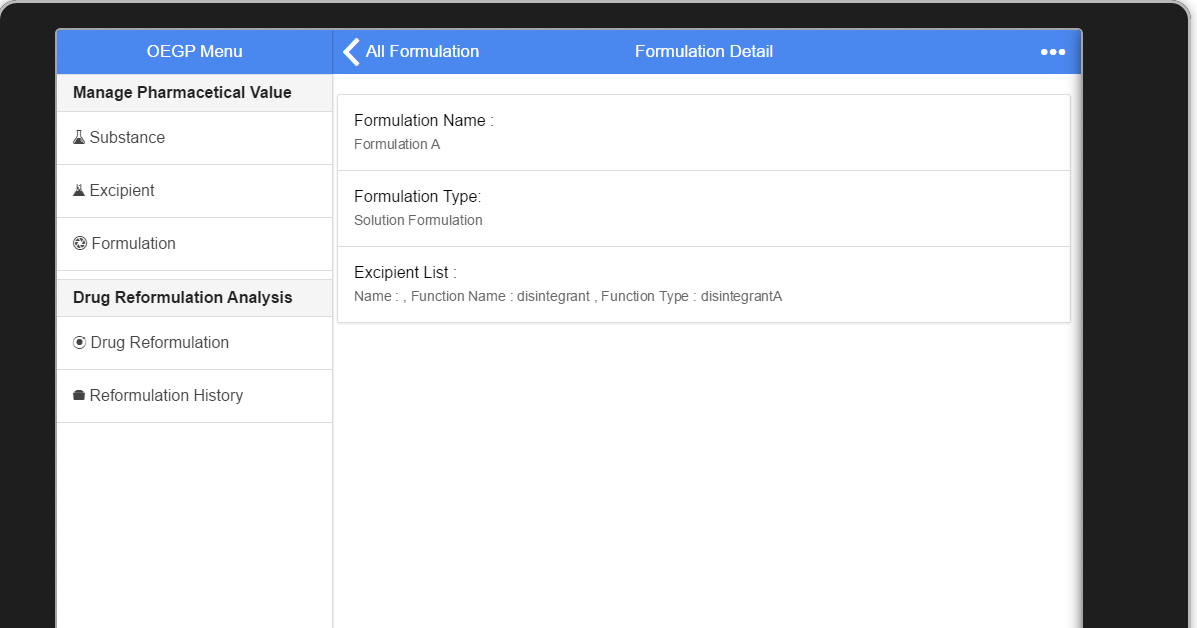 OEGP Menu
All Formulation
Formulation Detail
Manage Pharmacetical Value
Substance
Excipient
Formulation
Drug Reformulation Analysis
Drug Reformulation
Reformulation History
Formulation Name :
Formulation A
Formulation Type:
Solution Formulation
Excipient List :
Name : , Function Name : disintegrant , Function Type : disintegrantA